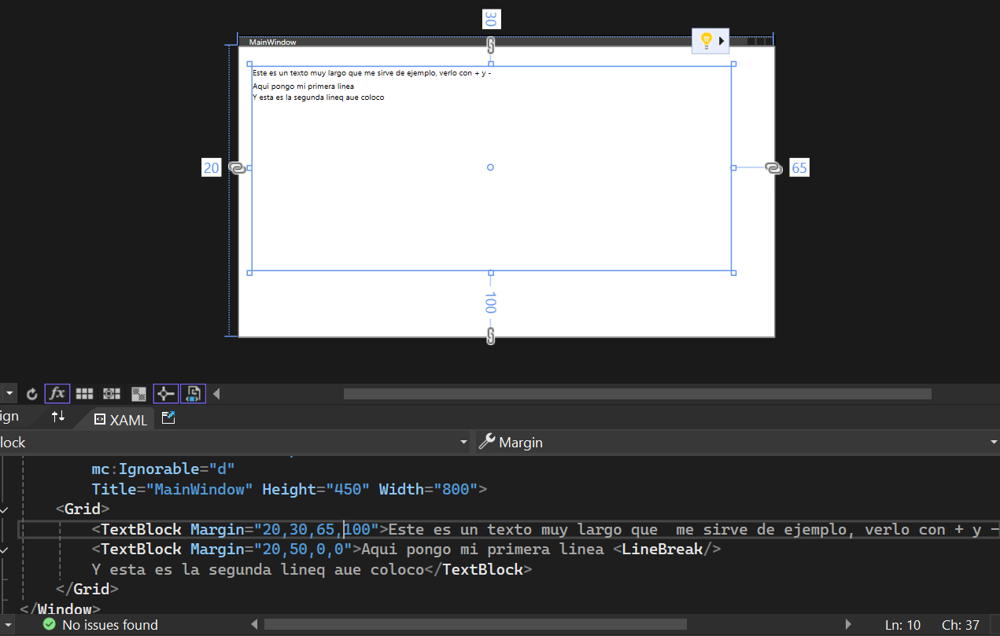 30
MainWindow
Este es un texto muy largo que me sirve de ejemplo, verlo con + y -
Aqui pongo mi primera linea
Y esta es la segunda lineq aue coloco
20
65
100
fx
ign
XAML
lock
Margin
mc:Ignorable="d"
Title="MainWindow" Height="450" Width="800">
<Grid>
<TextBlock Margin="20,30,65,100">Este es un texto muy largo que  me sirve de ejemplo, verlo con + y -
<TextBlock Margin="20,50,0,0">Aqui pongo mi primera linea <LineBreak/>
Y esta es la segunda lineq aue coloco</TextBlock>
</Grid>
</Window>
No issues found
Ln: 10
Ch: 37